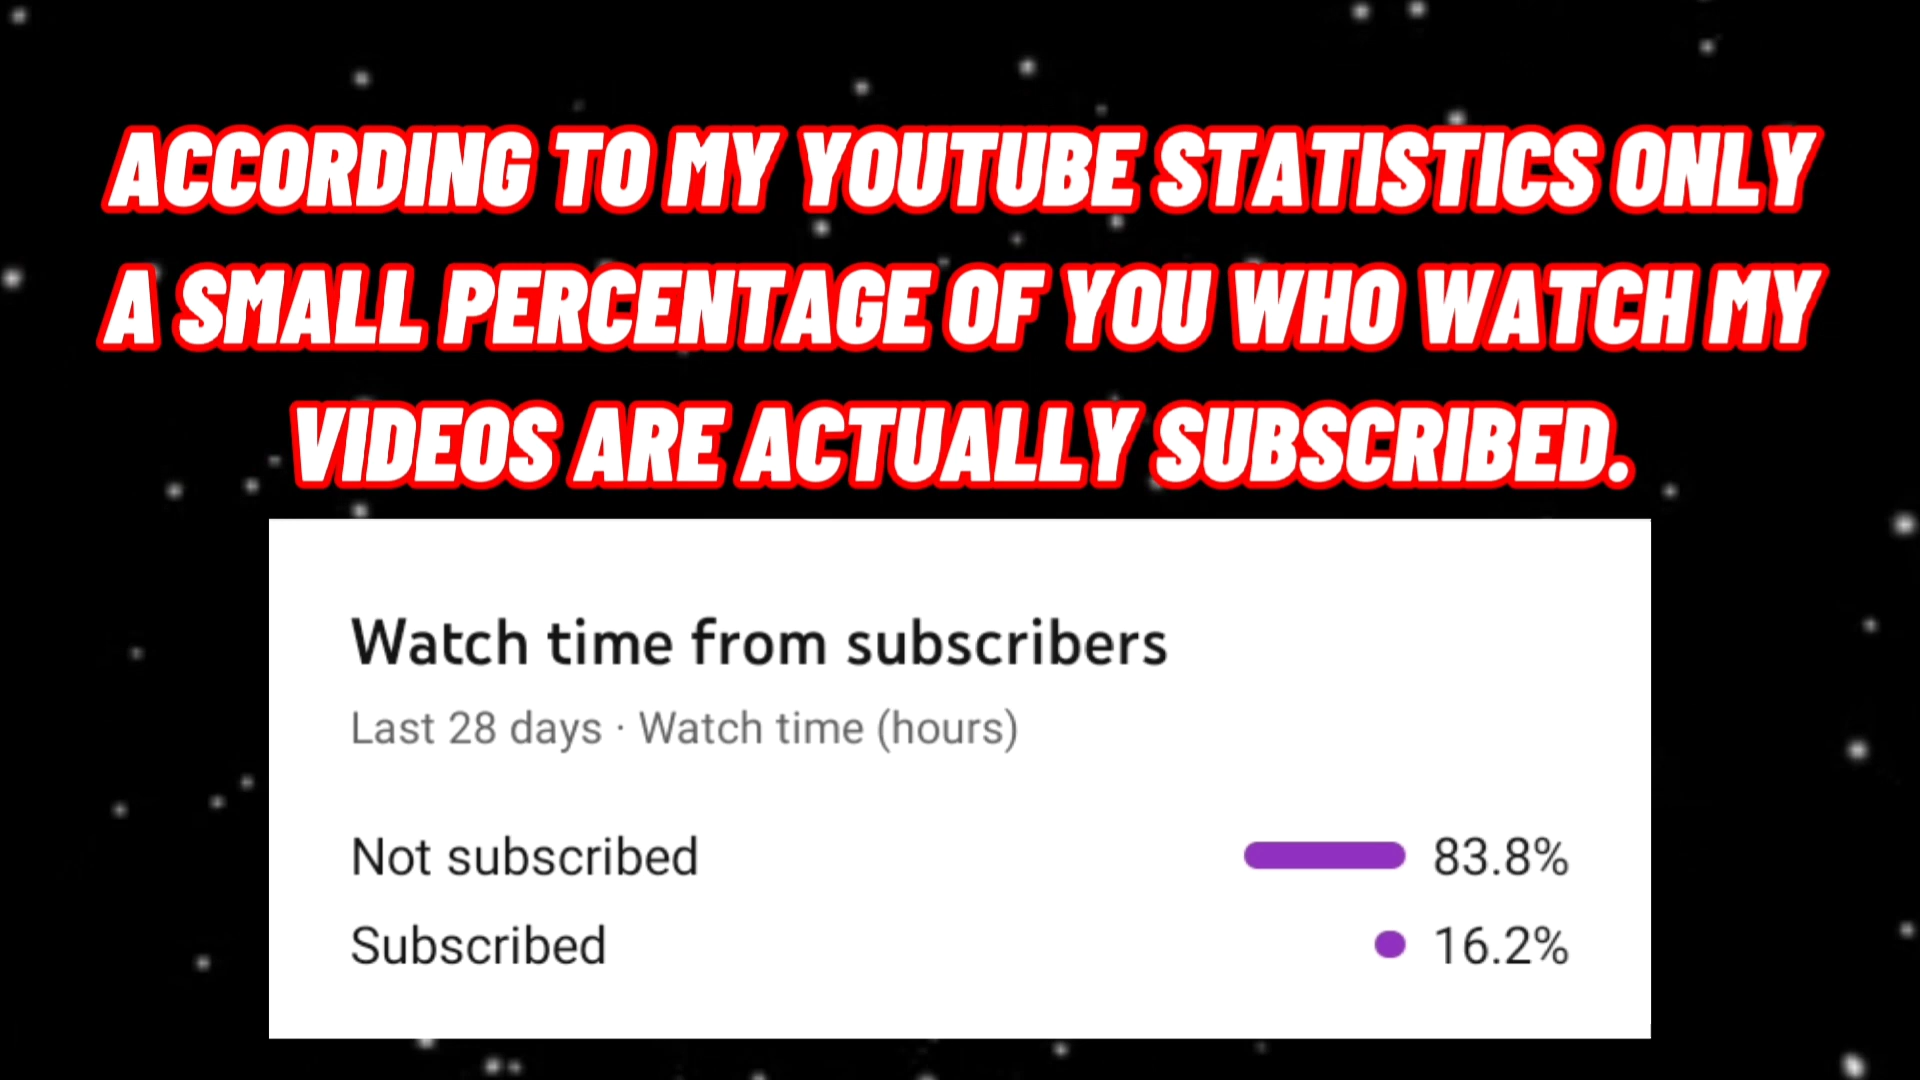 ACCORDING TO MY YOUTUBE STATISTICS ONLY
A SMALL PERCENTAGE OF YOU WHO WATCH MY
VIDEOS ARE ACTUALLY SUBSCRIBED.
Watch time from subscribers
Last 28 days · Watch time (hours)
Not subscribed 83.8%
Subscribed 16.2%